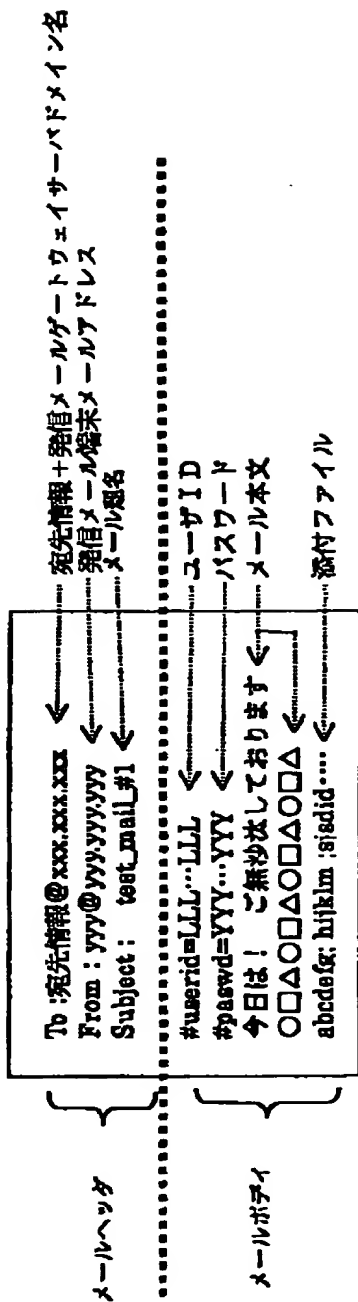 メールヘッダ
To :宛先情報@xxx.xxx.xxx
From : yyy@yyy.yyy.yyy
Subject : test_mail_#1
宛先情報+発信メールゲートウェイサーバドメイン名
発信メール端末メールアドレス
メール題名
メールボディ
#userid=LLL…LLL
#paswd=YYY…YYY
今日は! ご無沙汰しております
○□△○□△○□△○□△
abcdefg; hijklm ;sjsdid‥‥
ユーザID
パスワード
メール本文
添付ファイル